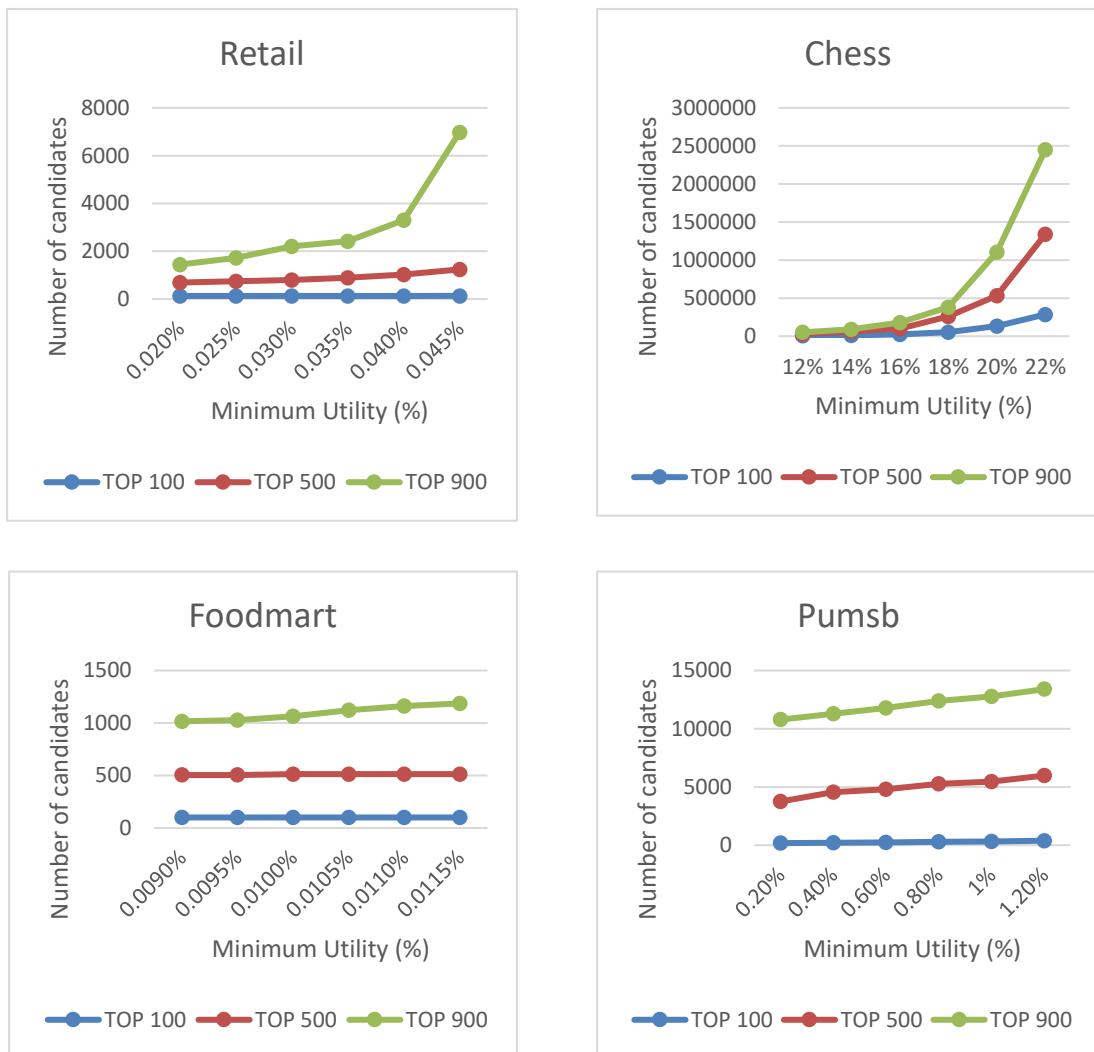 Retail
Number of candidates
8000
6000
4000
2000
0
0.020%
0.025%
0.030%
0.035%
0.040%
0.045%
Minimum Utility (%)
TOP 100 TOP 500 TOP 900
Chess
Number of candidates
3000000
2500000
2000000
1500000
1000000
500000
0
12% 14% 16% 18% 20% 22%
Minimum Utility (%)
TOP 100 TOP 500 TOP 900
Foodmart
Number of candidates
1500
1000
500
0
0.0090%
0.0095%
0.0100%
0.0105%
0.0110%
0.0115%
Minimum Utility (%)
TOP 100 TOP 500 TOP 900
Pumsb
Number of candidates
15000
10000
5000
0
0.20%
0.40%
0.60%
0.80%
1%
1.20%
Minimum Utility (%)
TOP 100 TOP 500 TOP 900